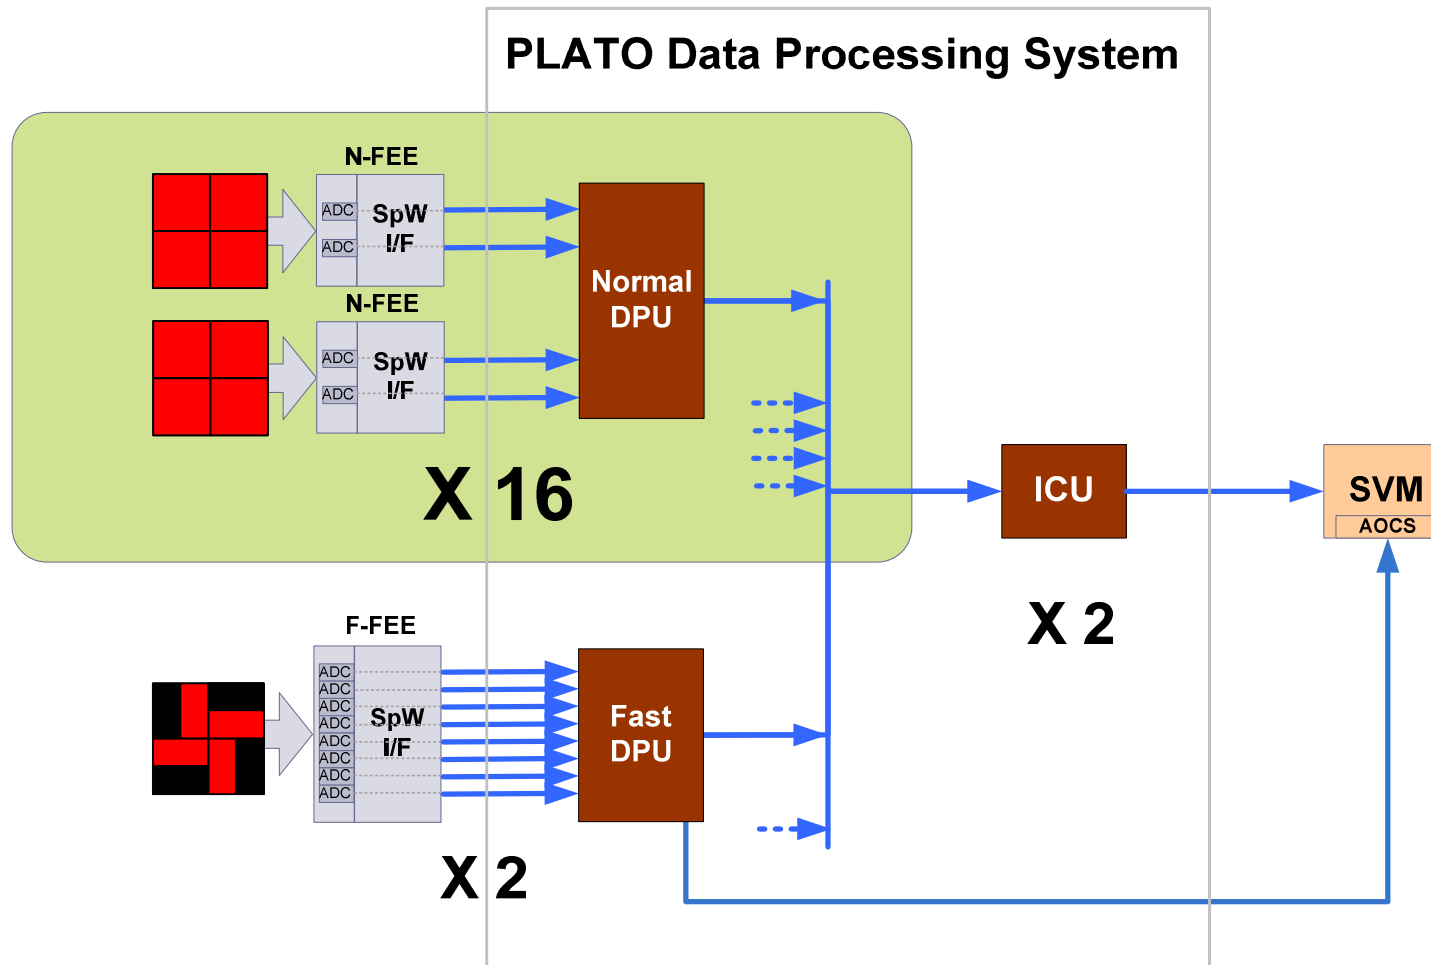 PLATO Data Processing System
N-FEE
ADC
ADC
SpW
I/F
N-FEE
ADC
ADC
SpW
I/F
Normal
DPU
X 16
ICU
X 2
SVM
AOCS
F-FEE
ADC
ADC
ADC
ADC
ADC
ADC
ADC
ADC
SpW
i/F
Fast
DPU
X 2